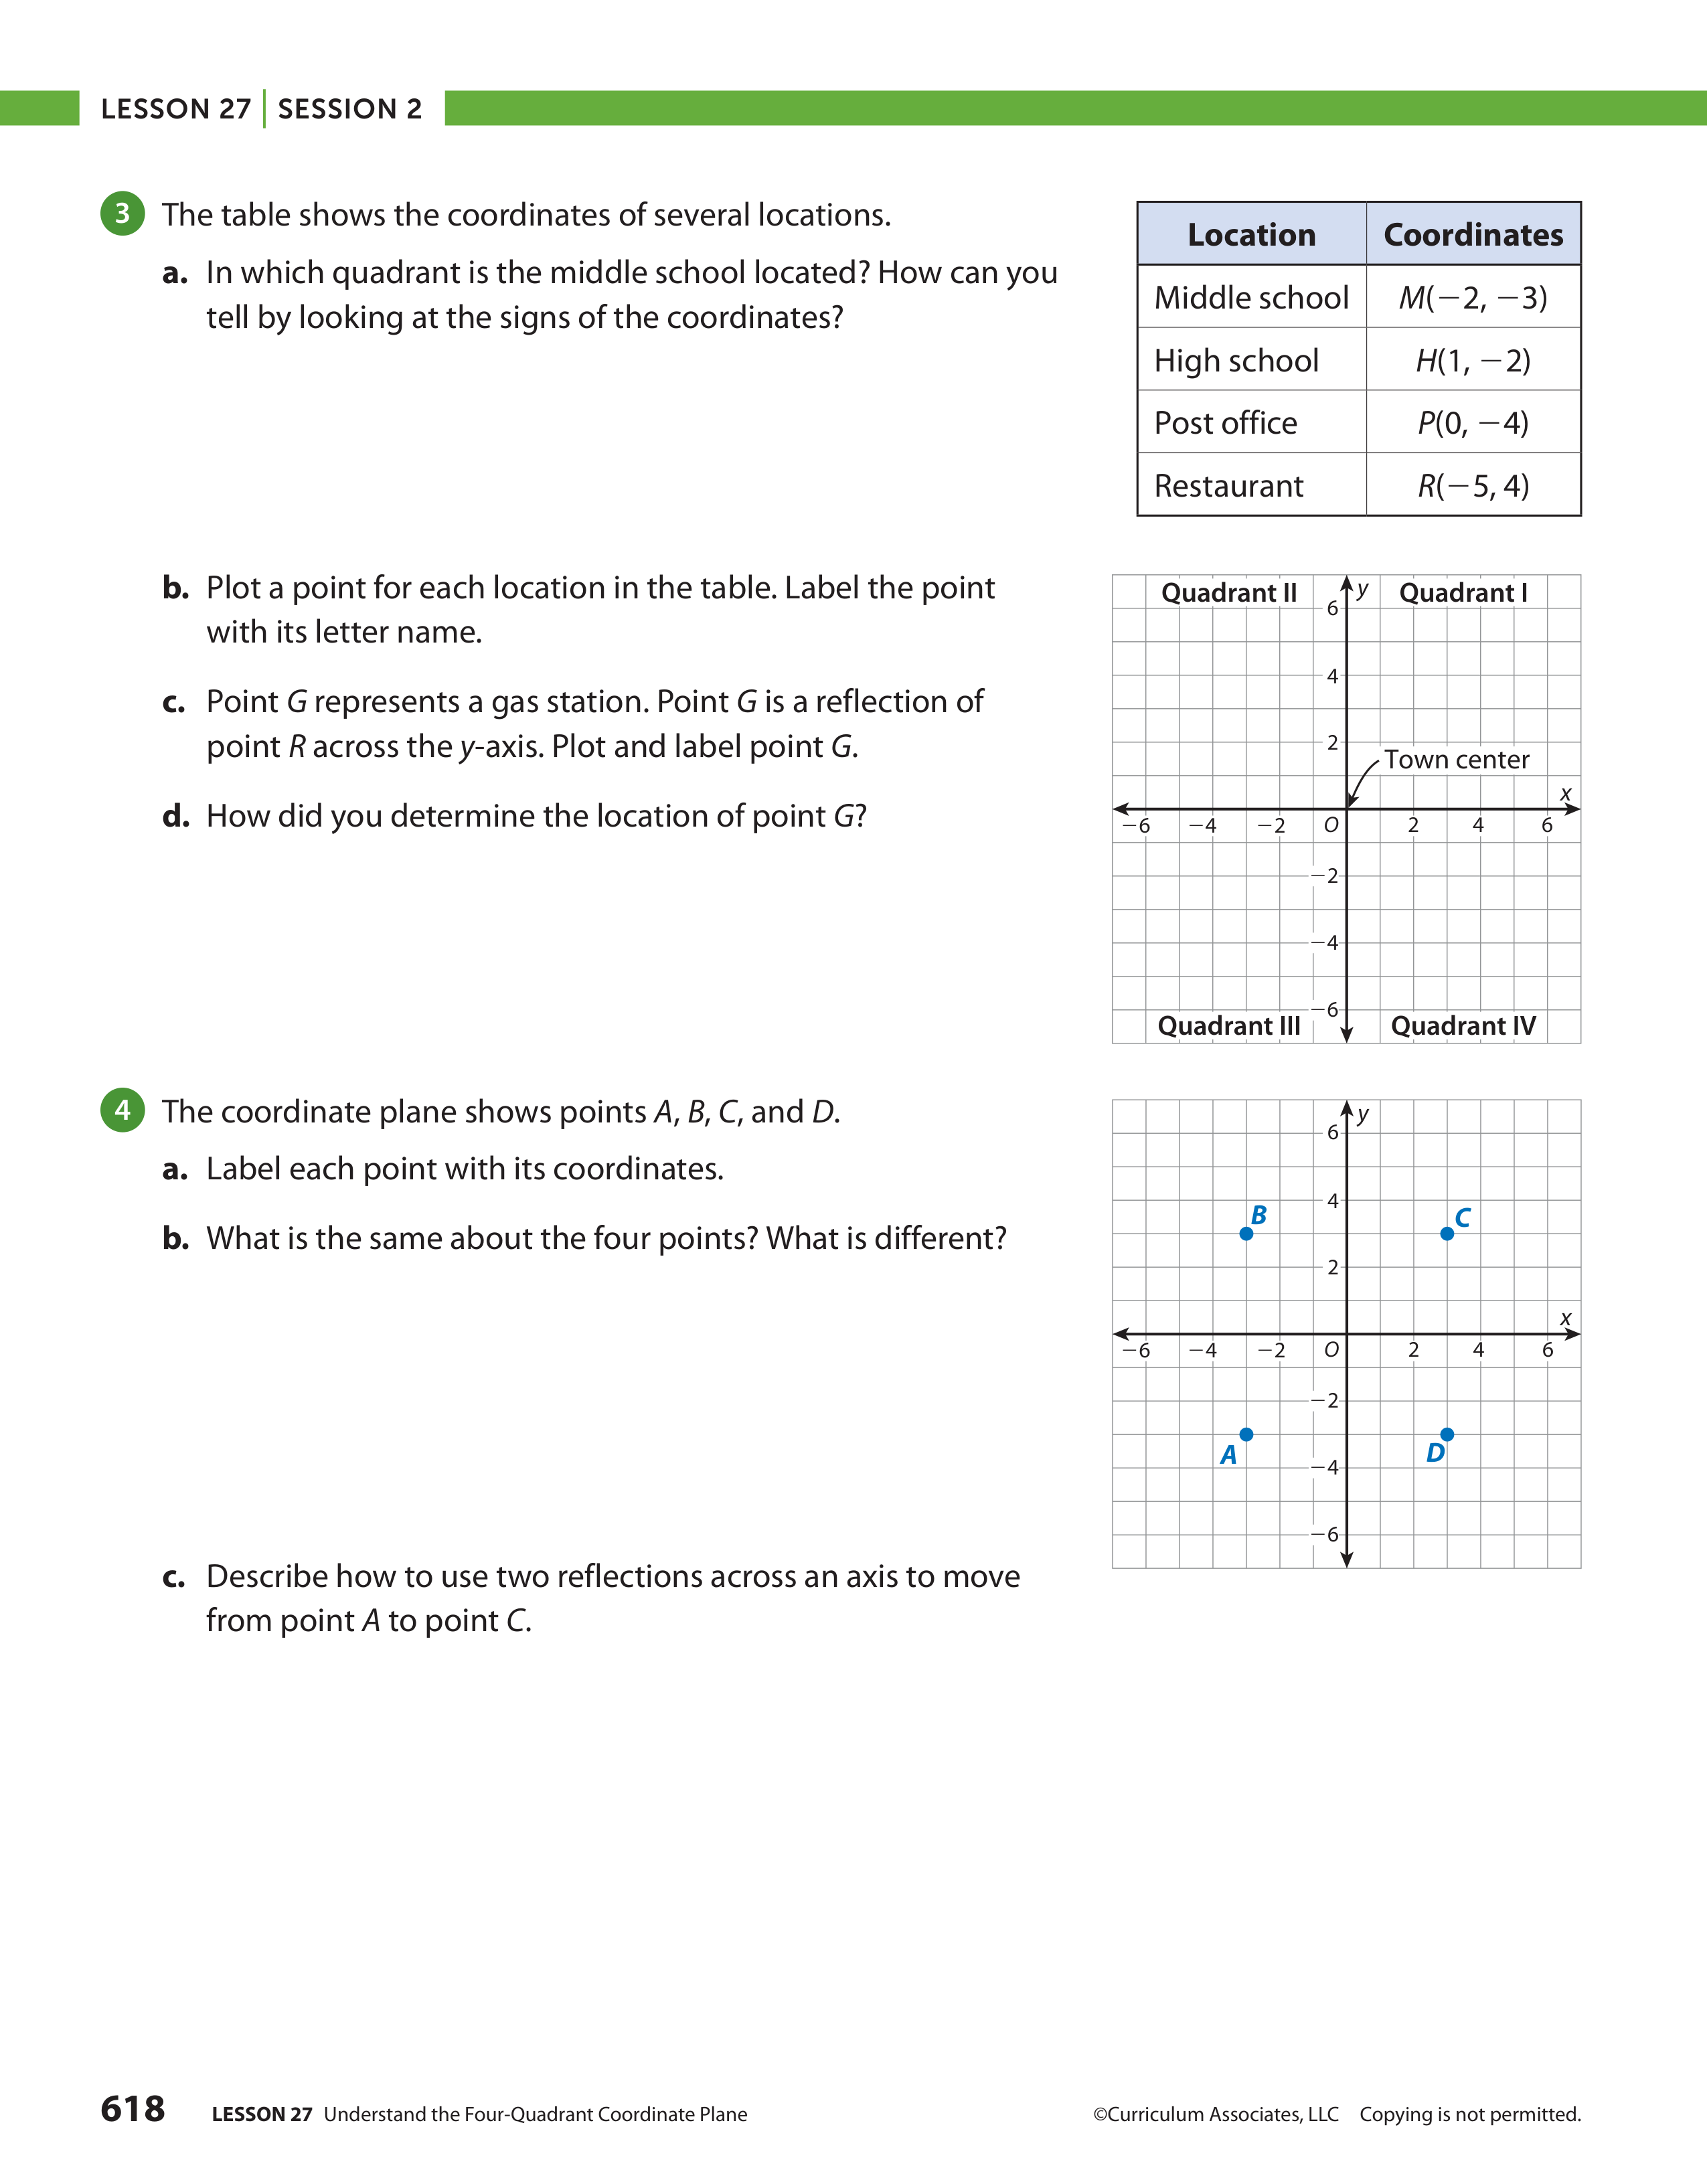 LESSON 27 | SESSION 2
3 The table shows the coordinates of several locations.
a. In which quadrant is the middle school located? How can you
tell by looking at the signs of the coordinates?
Location Coordinates
Middle school M(−2, −3)
High school H(1, −2)
Post office P(0, −4)
Restaurant R(−5, 4)
b. Plot a point for each location in the table. Label the point
with its letter name.
c. Point G represents a gas station. Point G is a reflection of
point R across the y-axis. Plot and label point G.
d. How did you determine the location of point G?
Quadrant II y Quadrant I
6
4
2
Town center
x
−6 −4 −2 O 2 4 6
−2
−4
−6
Quadrant III Quadrant IV
4 The coordinate plane shows points A, B, C, and D.
a. Label each point with its coordinates.
b. What is the same about the four points? What is different?
y
6
4
B C
2
x
−6 −4 −2 O 2 4 6
−2
A D
−4
−6
c. Describe how to use two reflections across an axis to move
from point A to point C.
618 LESSON 27 Understand the Four-Quadrant Coordinate Plane ©Curriculum Associates, LLC Copying is not permitted.